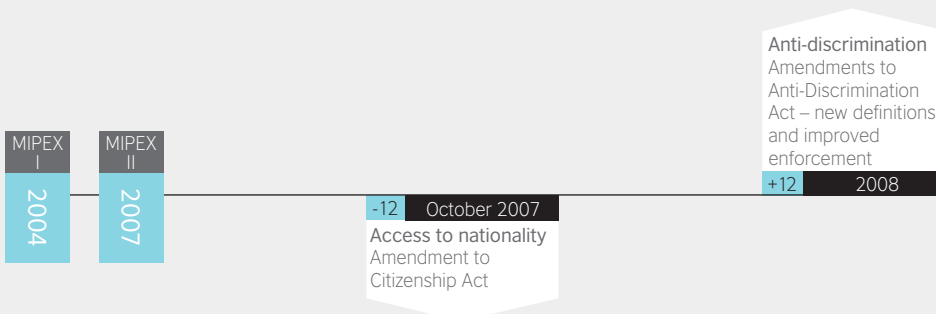 MIPEX
I
2004
MIPEX
II
2007
-12 October 2007
Access to nationality
Amendment to
Citizenship Act
Anti-discrimination
Amendments to
Anti-Discrimination
Act – new definitions
and improved
enforcement
+12 2008